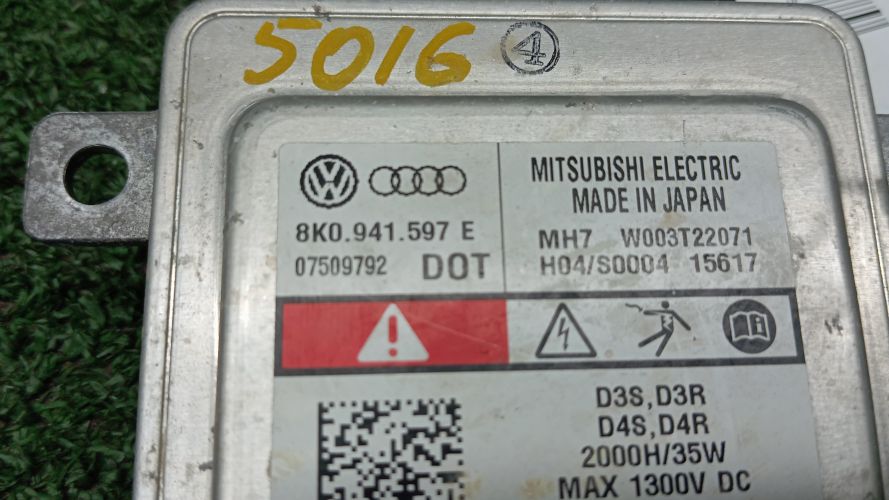 5016 4
8K0.941.597 E
07509792 DOT
MITSUBISHI ELECTRIC
MADE IN JAPAN
MH7 W003T22071
H04/S0004 15617
D3S,D3R
D4S,D4R
2000H/35W
MAX 1300V DC